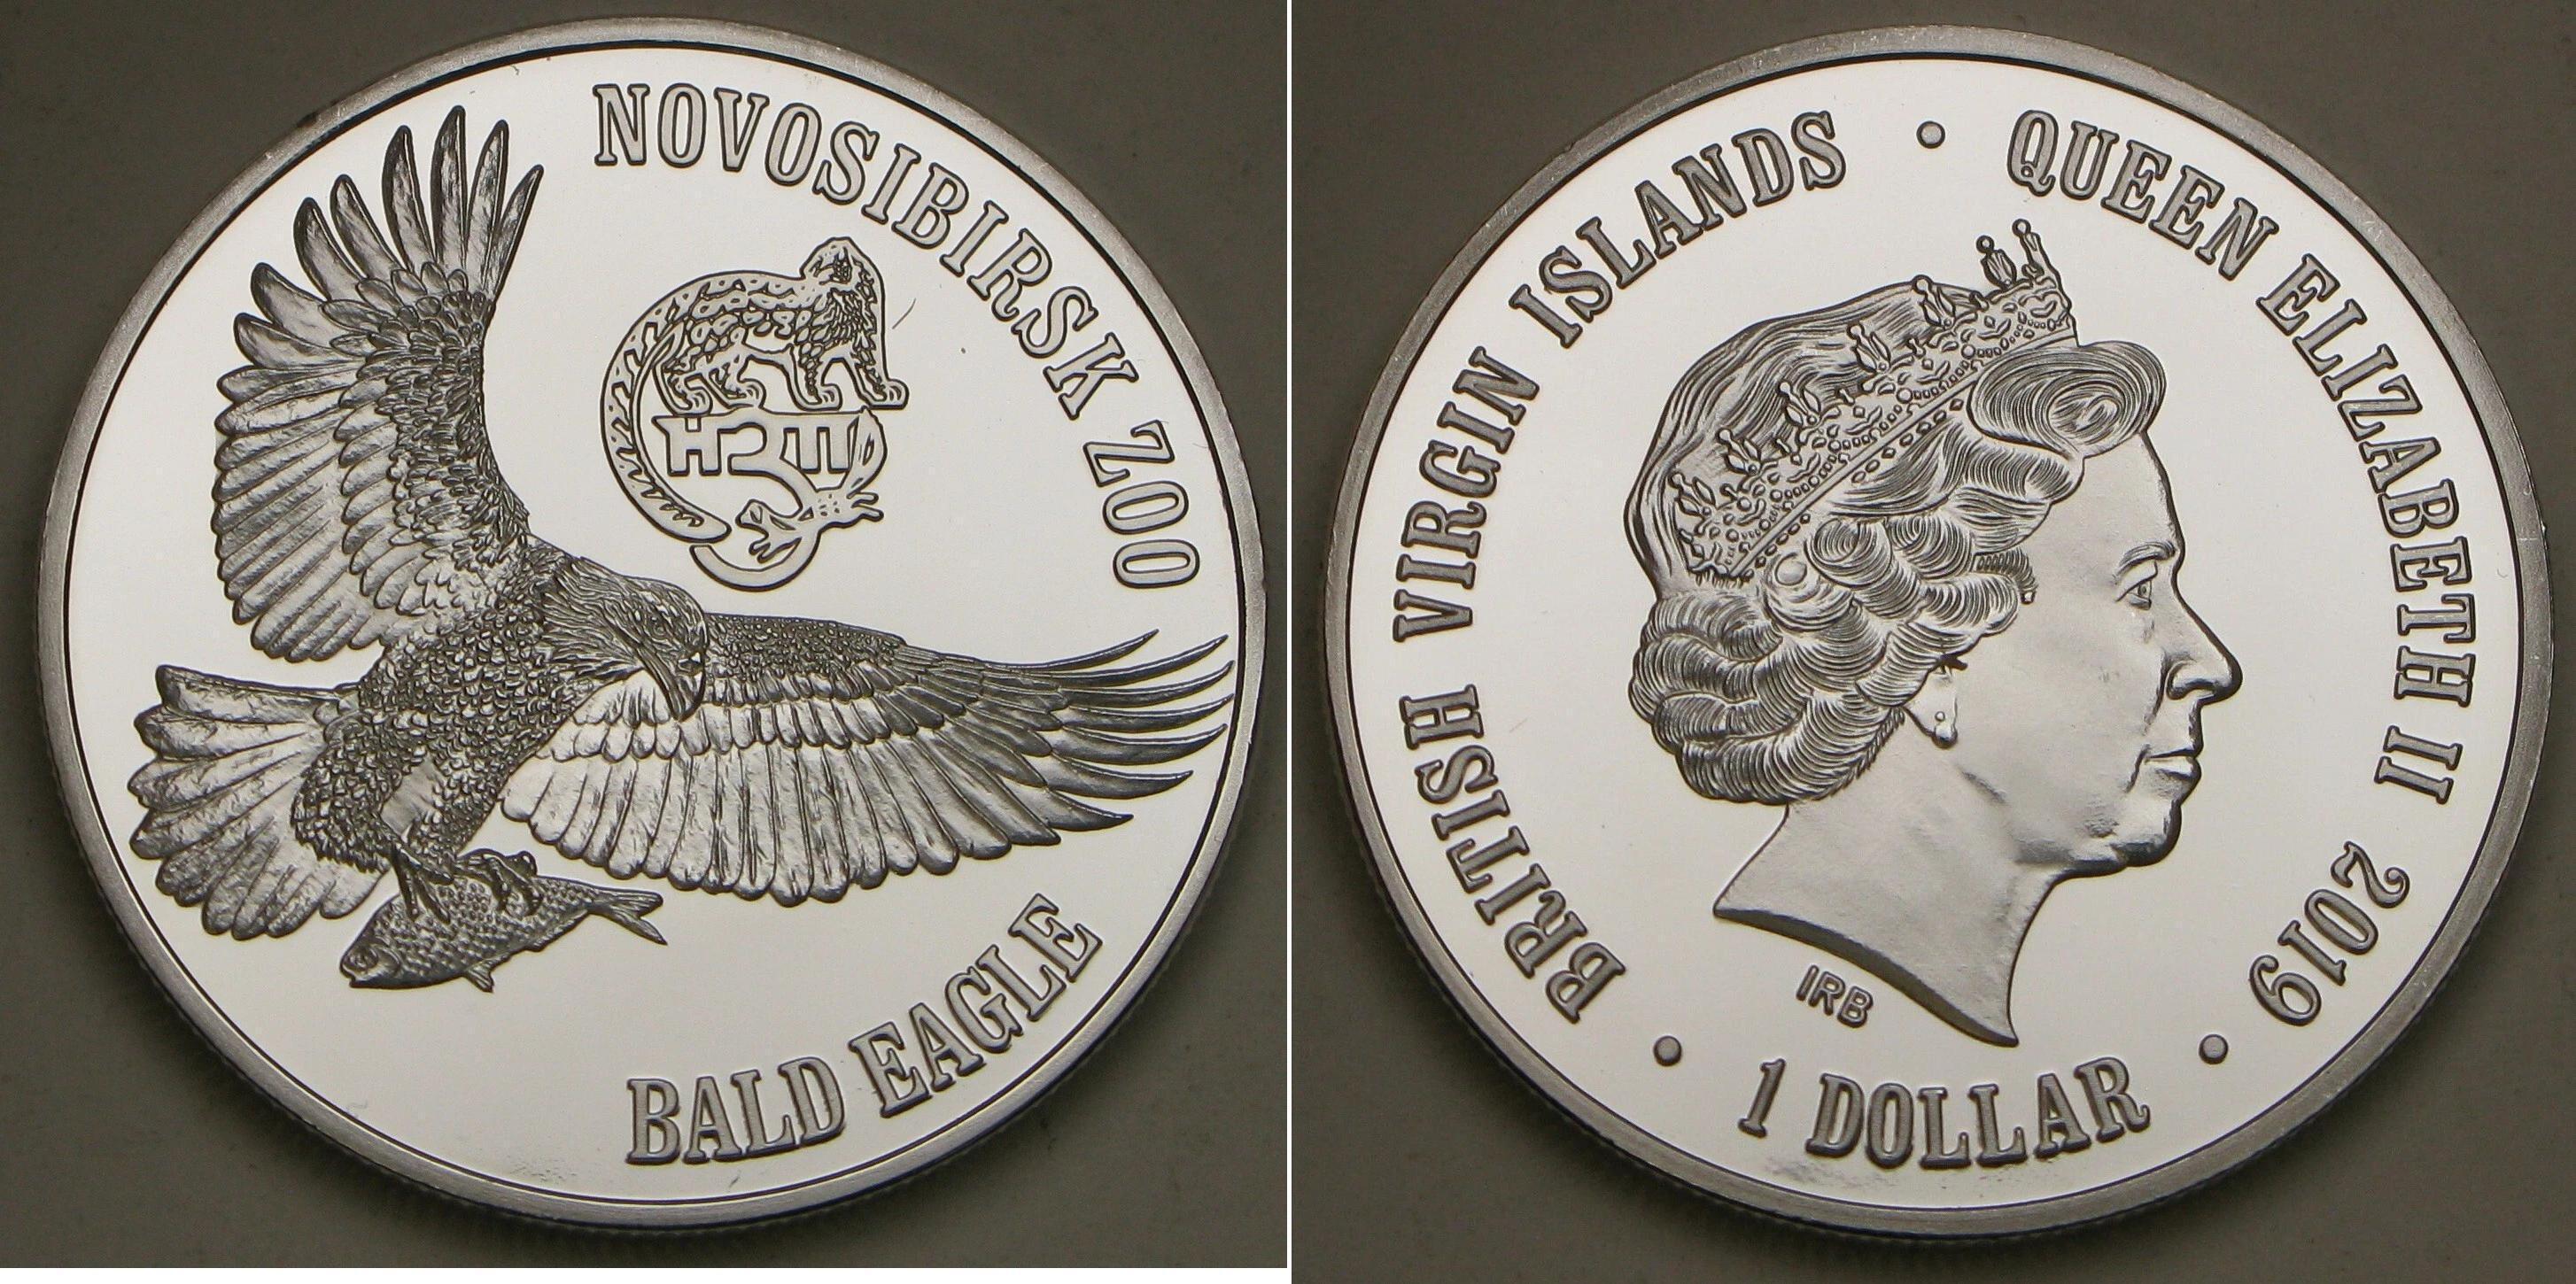 NOVOSIBIRSK ZOO
НЗП
BALD EAGLE
BRITISH VIRGIN ISLANDS • QUEEN ELIZABETH II 2019
IRB
• 1 DOLLAR •